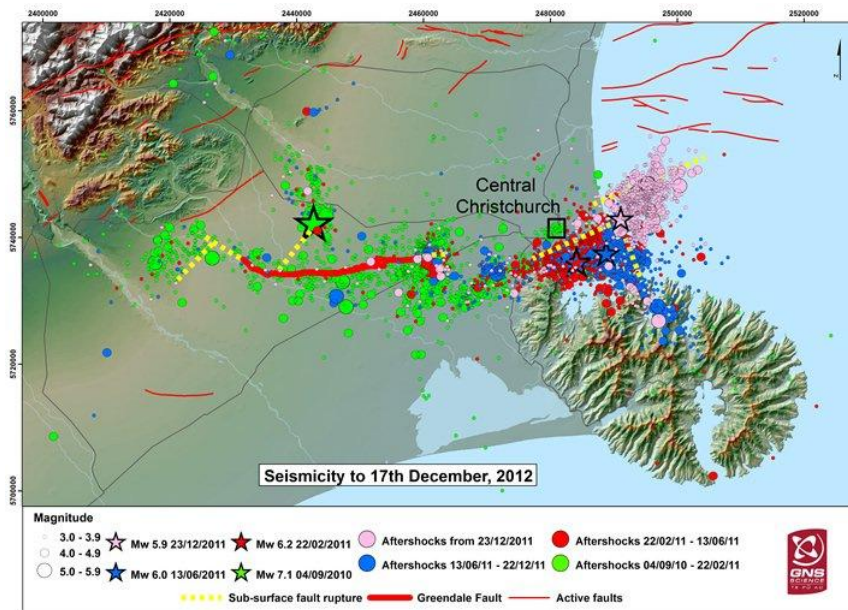 2400000 2420000 2440000 2460000 2480000 2500000 2520000
5760000
5740000
5720000
5700000
Central
Christchurch
Seismicity to 17th December, 2012
Magnitude
3.0 - 3.9
4.0 - 4.9
5.0 - 5.9
Mw 5.9 23/12/2011
Mw 6.0 13/06/2011
Mw 6.2 22/02/2011
Mw 7.1 04/09/2010
Aftershocks from 23/12/2011
Aftershocks 13/06/11 - 22/12/11
Aftershocks 22/02/11 - 13/06/11
Aftershocks 04/09/10 - 22/02/11
Sub-surface fault rupture
Greendale Fault
Active faults
GNS
SCIENCE
TE PŪ AO